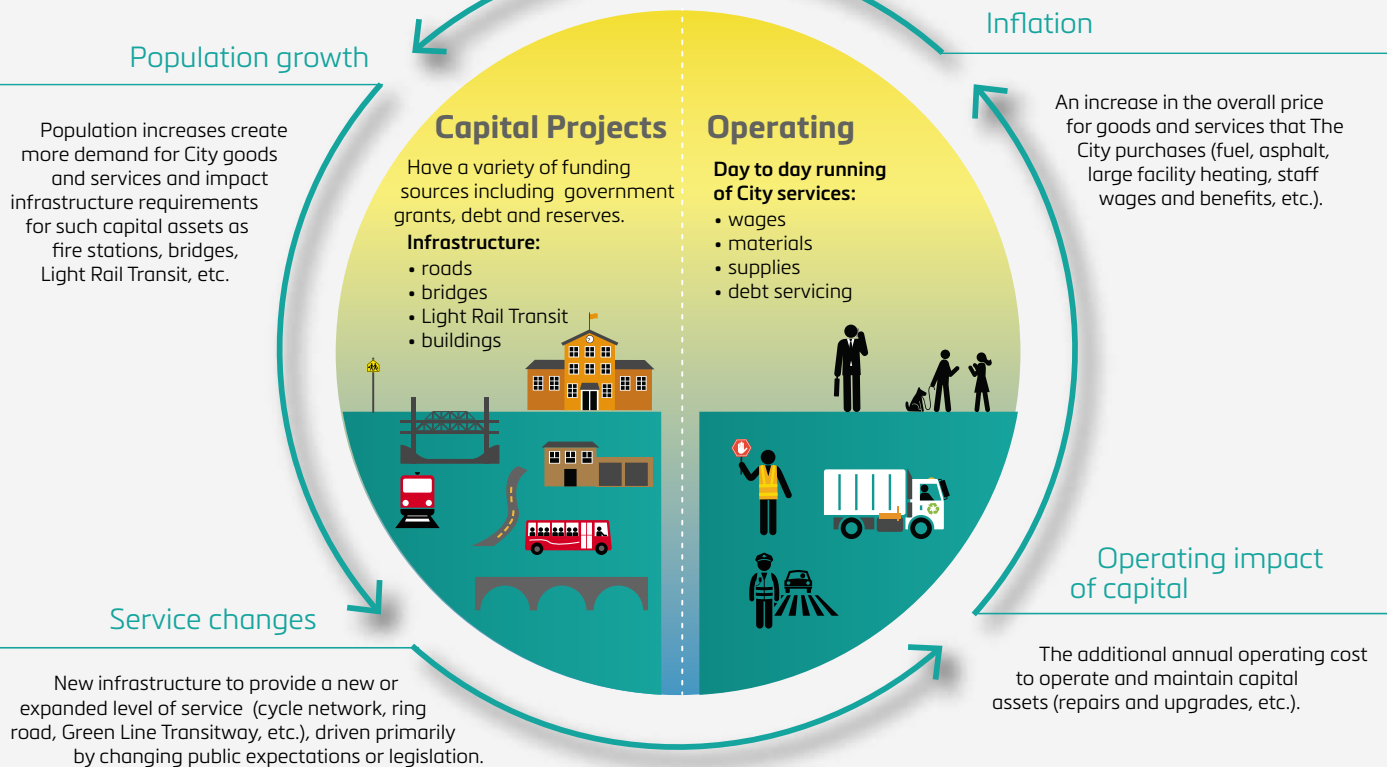 Population growth
Population increases create
more demand for City goods
and services and impact
infrastructure requirements
for such capital assets as
fire stations, bridges,
Light Rail Transit, etc.
Capital Projects
Have a variety of funding
sources including government
grants, debt and reserves.
Infrastructure:
• roads
• bridges
• Light Rail Transit
• buildings
Operating
Day to day running
of City services:
• wages
• materials
• supplies
• debt servicing
Inflation
An increase in the overall price
for goods and services that The
City purchases (fuel, asphalt,
large facility heating, staff
wages and benefits, etc.).
Service changes
New infrastructure to provide a new or
expanded level of service (cycle network, ring
road, Green Line Transitway, etc.), driven primarily
by changing public expectations or legislation.
Operating impact
of capital
The additional annual operating cost
to operate and maintain capital
assets (repairs and upgrades, etc.).